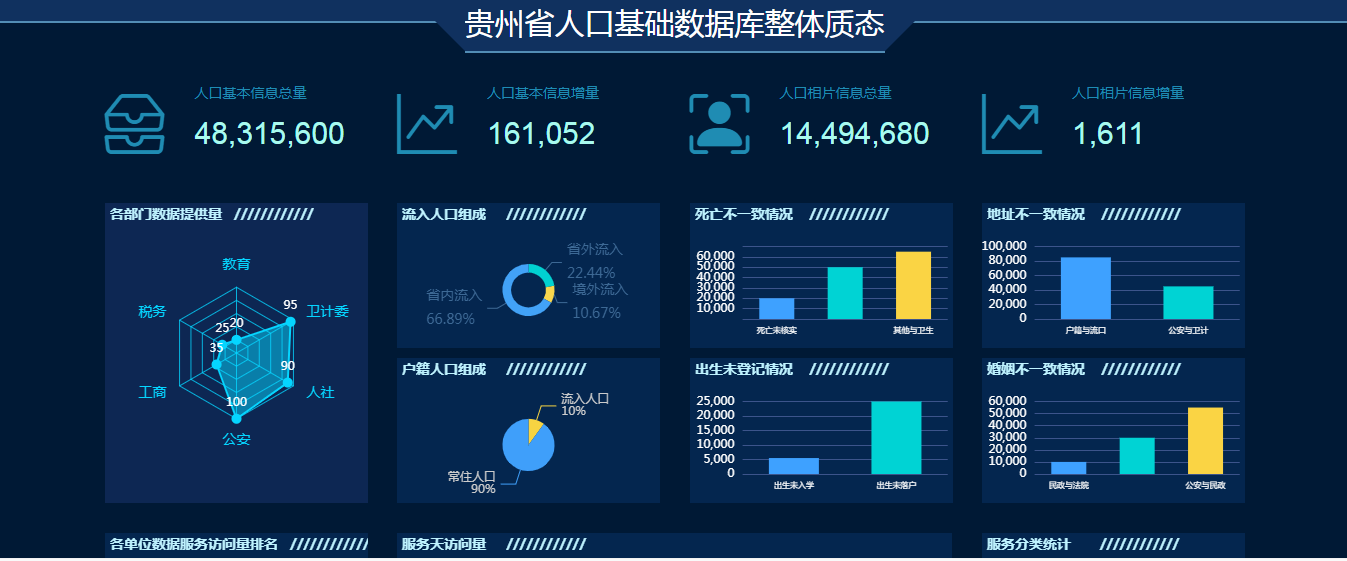 贵州省人口基础数据库整体质态
人口基本信息总量
48,315,600
人口基本信息增量
161,052
人口相片信息总量
14,494,680
人口相片信息增量
1,611
各部门数据提供量
教育
税务
卫计委
工商
人社
公安
95
20
25
35
90
100
流入人口组成
省外流入
22.44%
境外流入
10.67%
省内流入
66.89%
死亡不一致情况
60,000
50,000
40,000
30,000
20,000
10,000
死亡未核实
其他与卫生
地址不一致情况
100,000
80,000
60,000
40,000
20,000
0
户籍与流口
公安与卫计
户籍人口组成
流入人口
10%
常住人口
90%
出生未登记情况
25,000
20,000
15,000
10,000
5,000
0
出生未入学
出生未落户
婚姻不一致情况
60,000
50,000
40,000
30,000
20,000
10,000
0
民政与法院
公安与民政
各单位数据服务访问量排名
服务天访问量
服务分类统计